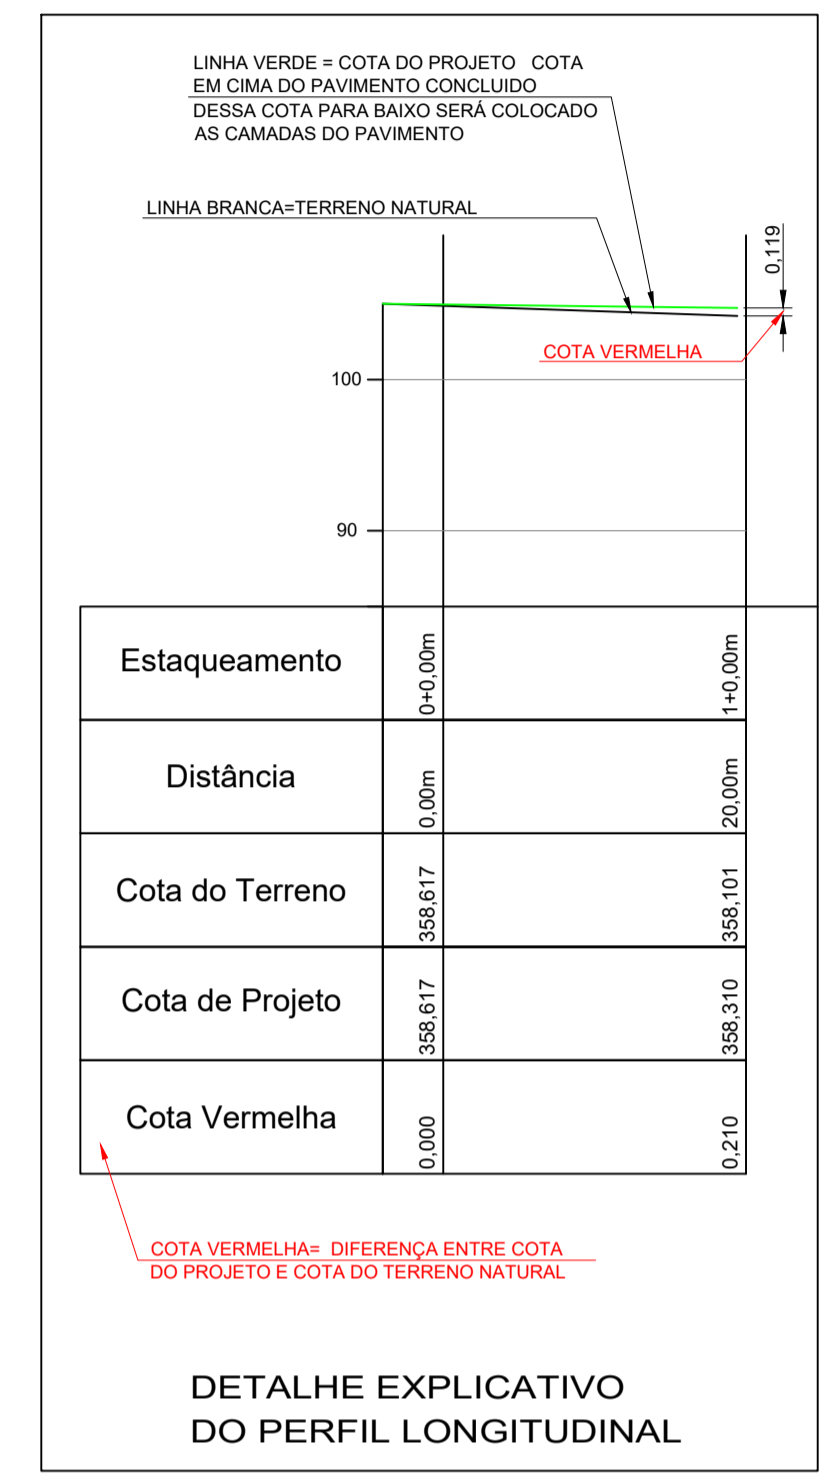 LINHA VERDE = COTA DO PROJETO COTA
EM CIMA DO PAVIMENTO CONCLUIDO
DESSA COTA PARA BAIXO SERÁ COLOCADO
AS CAMADAS DO PAVIMENTO
LINHA BRANCA=TERRENO NATURAL
0,119
COTA VERMELHA
100
90
Estaqueamento
0+0,00m
1+0,00m
Distância
0,00m
20,00m
Cota do Terreno
358,617
358,101
Cota de Projeto
358,617
358,310
Cota Vermelha
0,000
0,210
COTA VERMELHA= DIFERENÇA ENTRE COTA
DO PROJETO E COTA DO TERRENO NATURAL
DETALHE EXPLICATIVO
DO PERFIL LONGITUDINAL